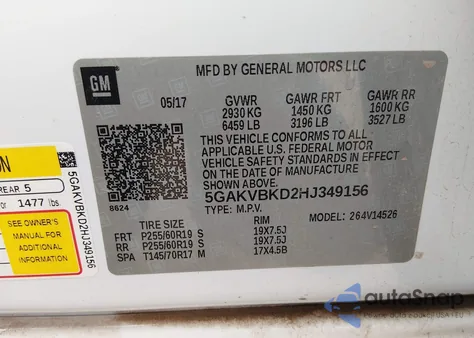 GM
MFD BY GENERAL MOTORS LLC
05/17
GVWR GAWR FRT GAWR RR
2930 KG 1450 KG 1600 KG
6459 LB 3196 LB 3527 LB
THIS VEHICLE CONFORMS TO ALL
APPLICABLE U.S. FEDERAL MOTOR
VEHICLE SAFETY STANDARDS IN EFFECT
ON THE DATE OF MANUFACTURE
SHOWN ABOVE.
5GAKVBKD2HJ349156
8624
TYPE: M.P.V. MODEL: 264V14526
TIRE SIZE RIM
FRT P255/60R19 S 19X7.5J
RR P255/60R19 S 19X7.5J
SPA T145/70R17 M 17X4.5B
ON
REAR 5
or 1477 lbs.
SEE OWNER'S
MANUAL FOR
ADDITIONAL
INFORMATION
5GAKVBKD2HJ349156
autoSnap